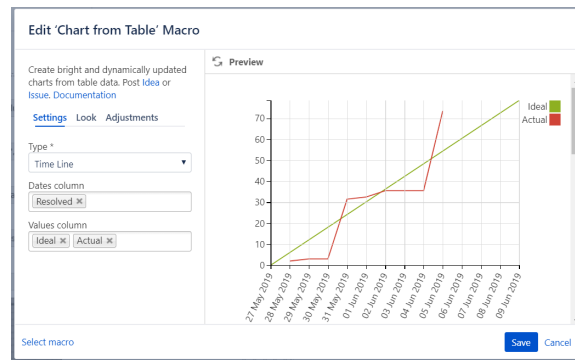 Edit ‘Chart from Table’ Macro
Create bright and dynamically updated
charts from table data. Post Idea or
Issue. Documentation
Settings Look Adjustments
Type *
Time Line
Dates column
Resolved ×
Values column
Ideal × Actual ×
Preview
Ideal
Actual
70
60
50
40
30
20
10
0
27 May 2019
28 May 2019
29 May 2019
30 May 2019
31 May 2019
01 Jun 2019
02 Jun 2019
03 Jun 2019
04 Jun 2019
05 Jun 2019
06 Jun 2019
07 Jun 2019
08 Jun 2019
09 Jun 2019
Select macro
Save Cancel